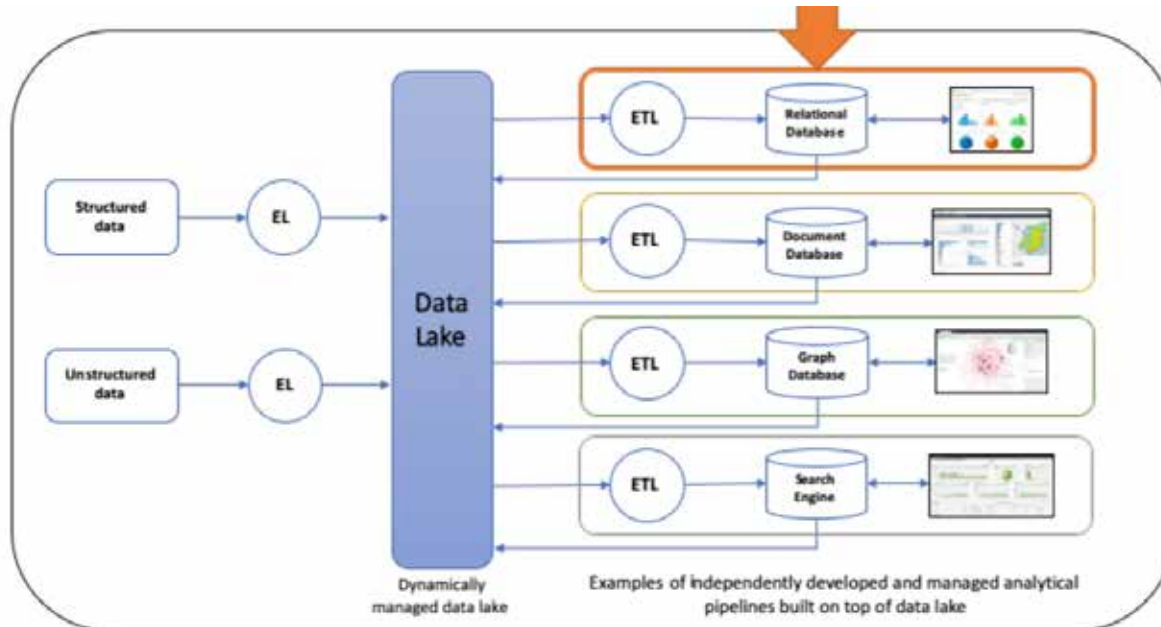 Structured
data
EL
Unstructured
data
EL
Data
Lake
Dynamically
managed data lake
ETL
Relational
Database
ETL
Document
Database
ETL
Graph
Database
ETL
Search
Engine
Examples of independently developed and managed analytical
pipelines built on top of data lake